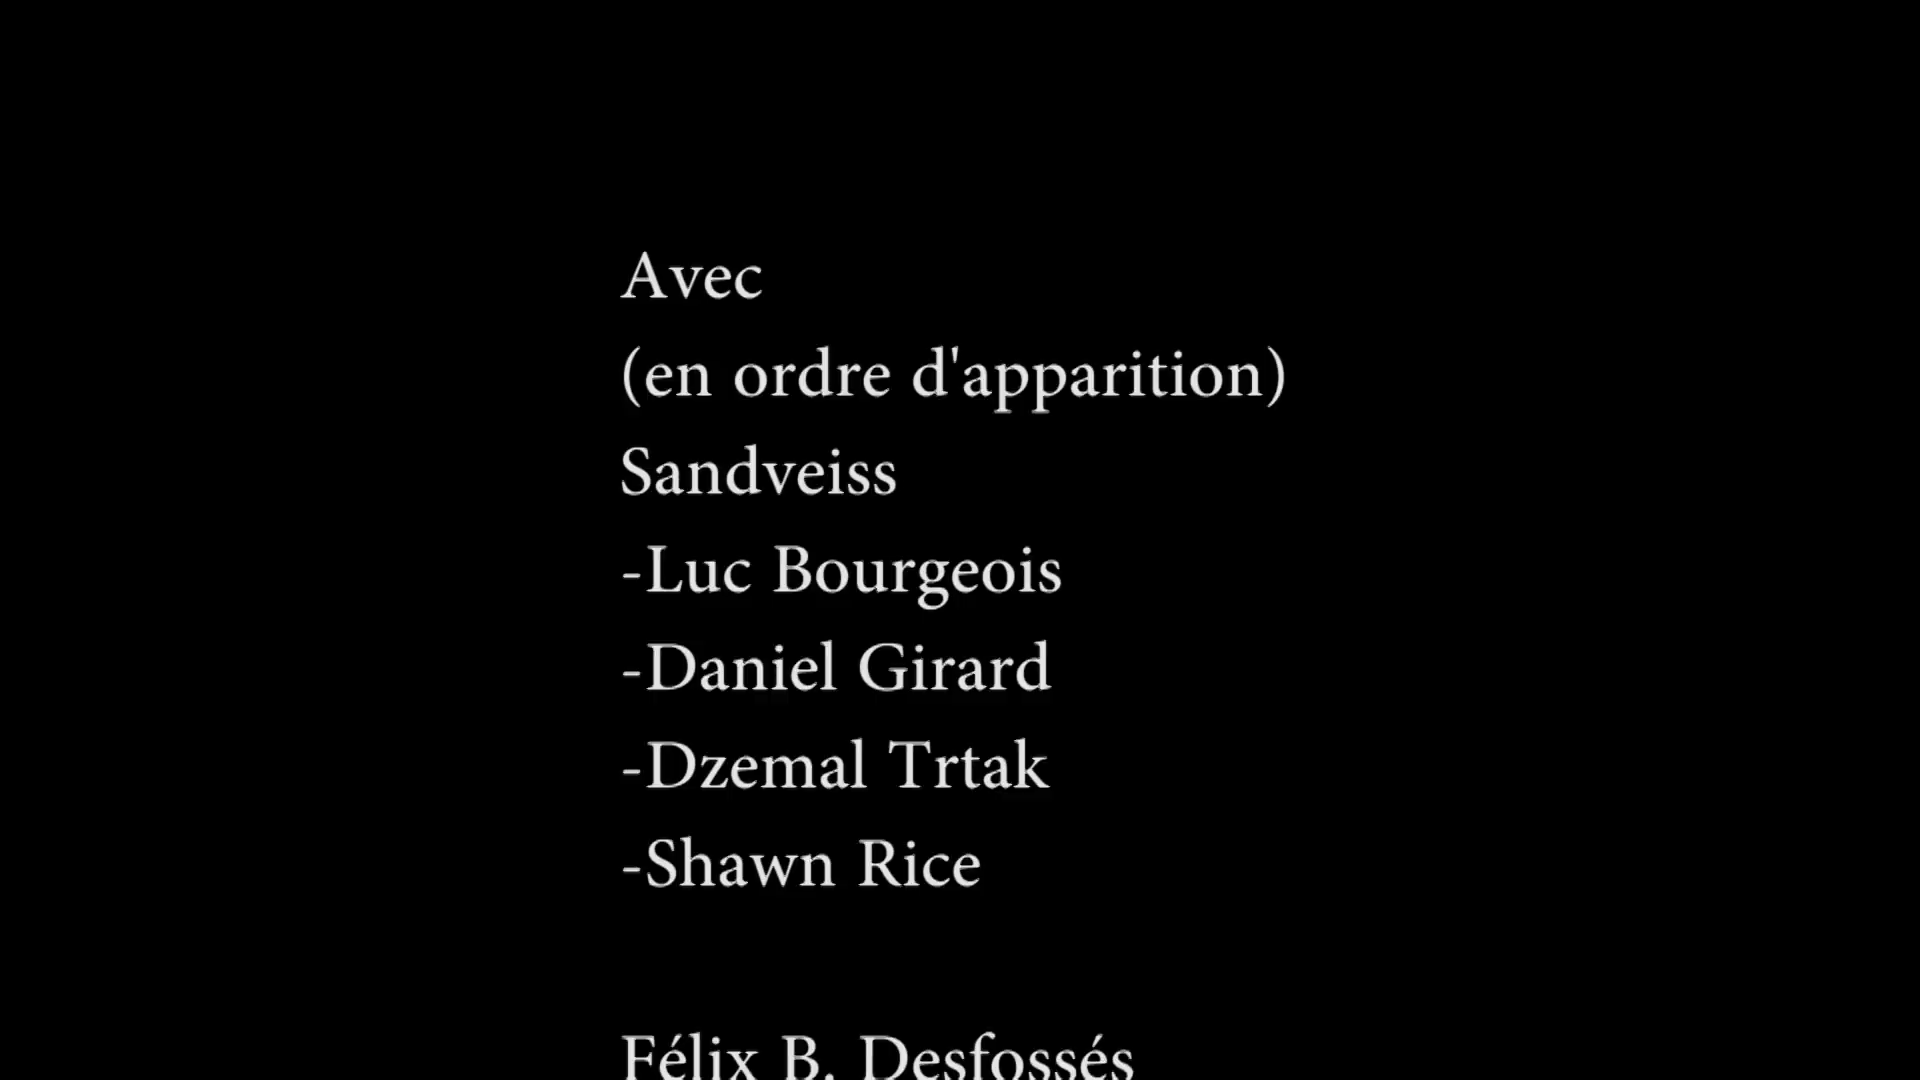 Avec
(en ordre d'apparition)
Sandveiss
-Luc Bourgeois
-Daniel Girard
-Dzemal Trtak
-Shawn Rice
Félix B. Desfossés